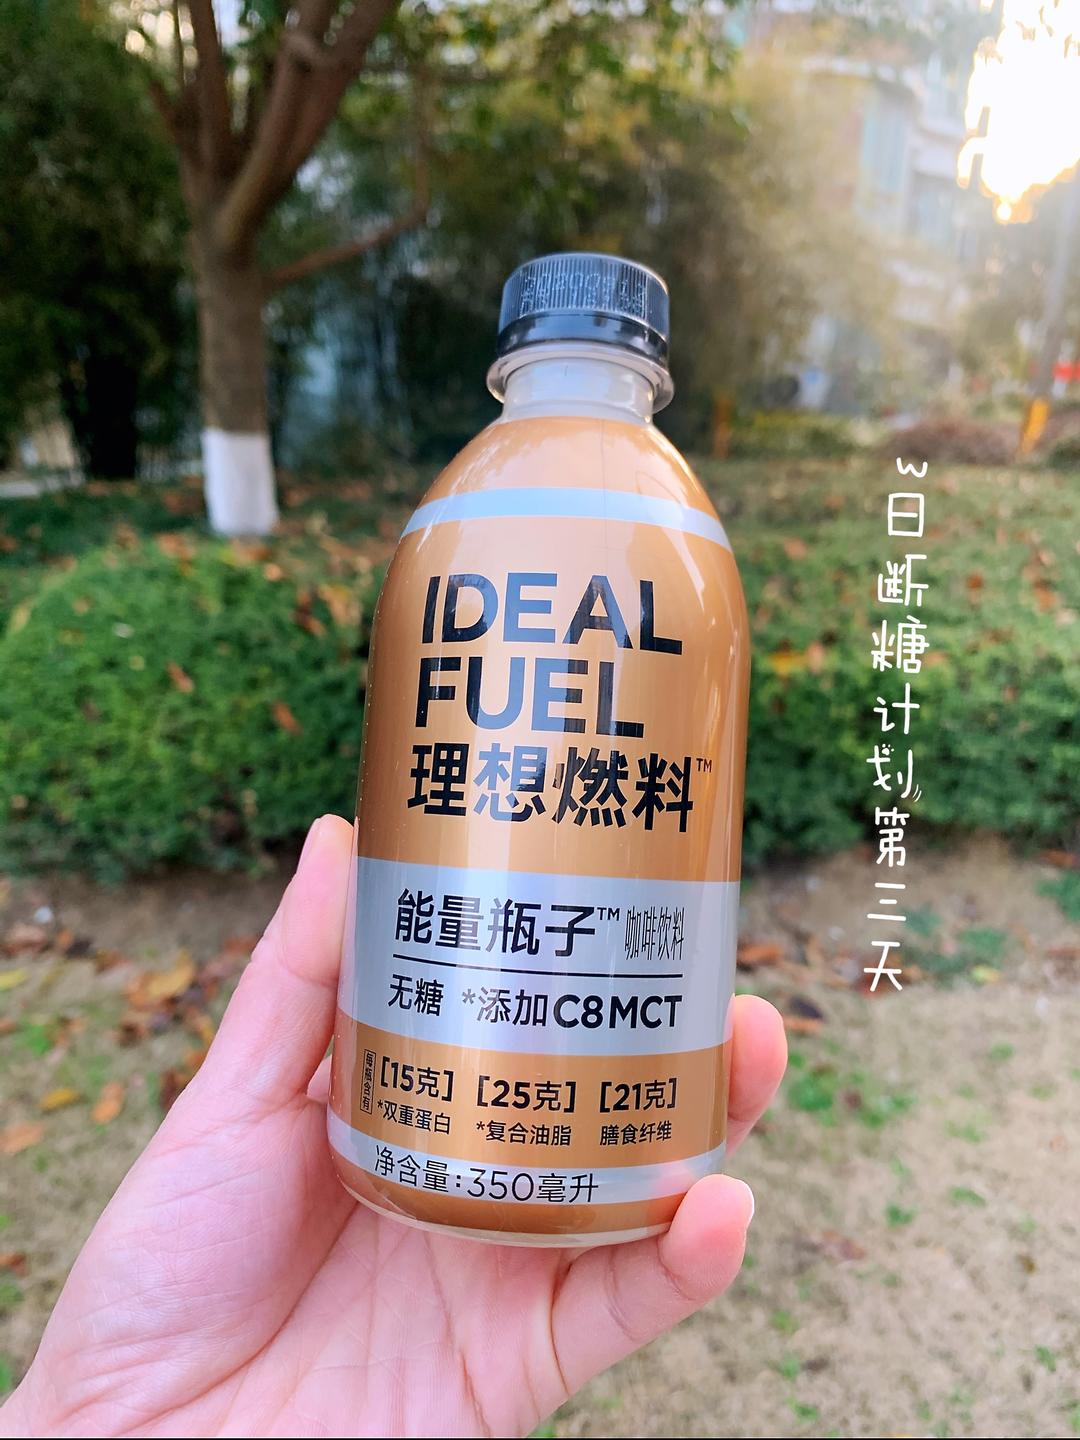 IDEAL
FUEL
理想燃料™
能量瓶子™ 咖啡饮料
无糖 *添加C8MCT
每瓶含有
[15克] [25克] [21克]
*双重蛋白 *复合油脂 膳食纤维
净含量:350毫升
日断糖计划第三天